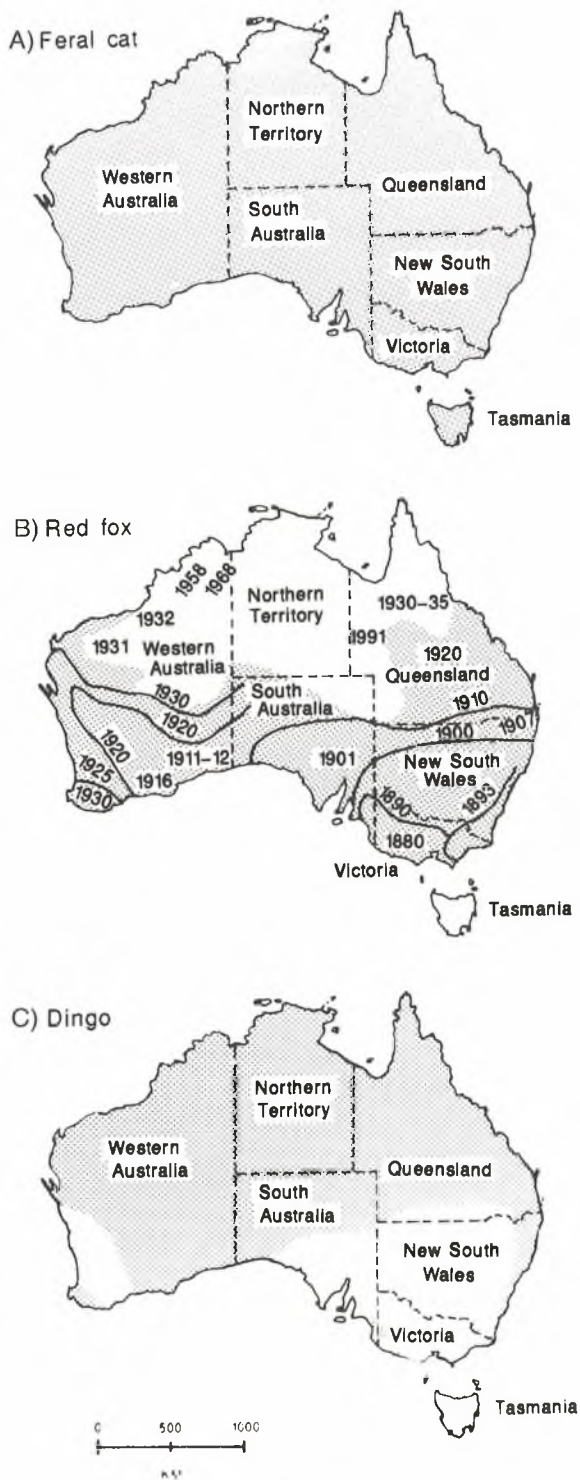 A) Feral cat
Northern
Territory
Western
Australia
Queensland
South
Australia
New South
Wales
Victoria
Tasmania
B) Red fox
1958
1968
Northern
Territory
1932
1930-35
1931
1991
Western
Australia
1920
Queensland
1930
South
Australia
1910
1920
1900
1901
1920
1911-12
1901
New South
Wales
1925
1916
1930
1890
1893
1880
Victoria
Tasmania
C) Dingo
Northern
Territory
Western
Australia
Queensland
South
Australia
New South
Wales
Victoria
Tasmania
0 500 1000